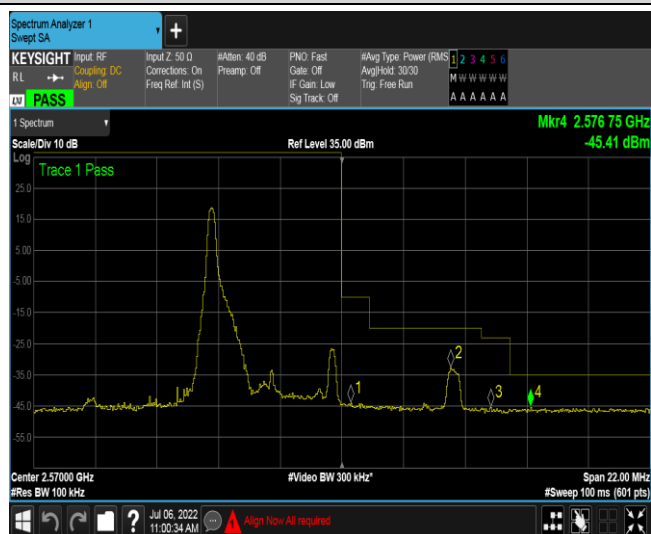 Spectrum Analyzer 1
Swept SA
KEYSIGHT
RL
LXI PASS
Input: RF
Coupling: DC
Align: Off
Input Z: 50 Ω
Corrections: On
Freq Ref: Int (S)
#Atten: 40 dB
Preamp: Off
PNO: Fast
Gate: Off
IF Gain: Low
Sig Track: Off
#Avg Type: Power (RMS
Avg|Hold: 30/30
Trig: Free Run
1 2 3 4 5 6
M W W W W W
A A A A A A
1 Spectrum
Mkr4 2.576 75 GHz
Scale/Div 10 dB
Ref Level 35.00 dBm
-45.41 dBm
Log
Trace 1 Pass
25.0
15.0
5.00
-5.00
-15.0
-25.0
-35.0
-45.0
-55.0
1
2
3
4
Center 2.57000 GHz
#Video BW 300 kHz*
Span 22.00 MHz
#Res BW 100 kHz
#Sweep 100 ms (601 pts)
?
Jul 06, 2022
11:00:34 AM
Align Now All required